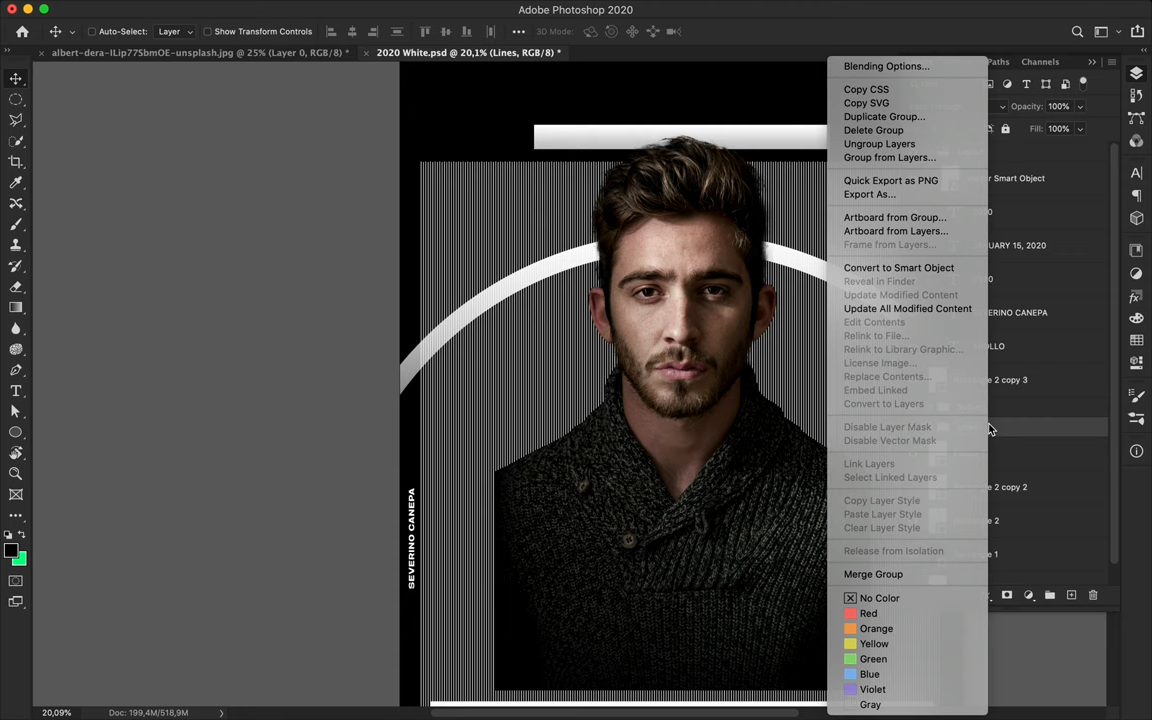 Adobe Photoshop 2020
Auto-Select: Layer Show Transform Controls 3D Mode:
albert-dera-ILip77SbmOE-unsplash.jpg @ 25% (Layer 0, RGB/8) * 2020 White.psd @ 20,1% (Lines, RGB/8) *
Paths Channels
Opacity: 100%
Fill: 100%
Blending Options...
Copy CSS
Copy SVG
Duplicate Group...
Delete Group
Ungroup Layers
Group from Layers...
Quick Export as PNG
Export As...
Artboard from Group...
Artboard from Layers...
Frame from Layers...
Convert to Smart Object
Reveal in Finder
Update Modified Content
Update All Modified Content
Edit Contents
Relink to File...
Relink to Library Graphic...
License Image...
Replace Contents...
Embed Linked
Convert to Layers
Disable Layer Mask
Disable Vector Mask
Link Layers
Select Linked Layers
Copy Layer Style
Paste Layer Style
Clear Layer Style
Release from Isolation
Merge Group
No Color
Red
Orange
Yellow
Green
Blue
Violet
Gray
Smart Object
UARY 15, 2020
ERINO CANEPA
OLLO
2 copy 3
2 copy 2
SEVERINO CANEPA
20,09% Doc: 199,4M/518,9M